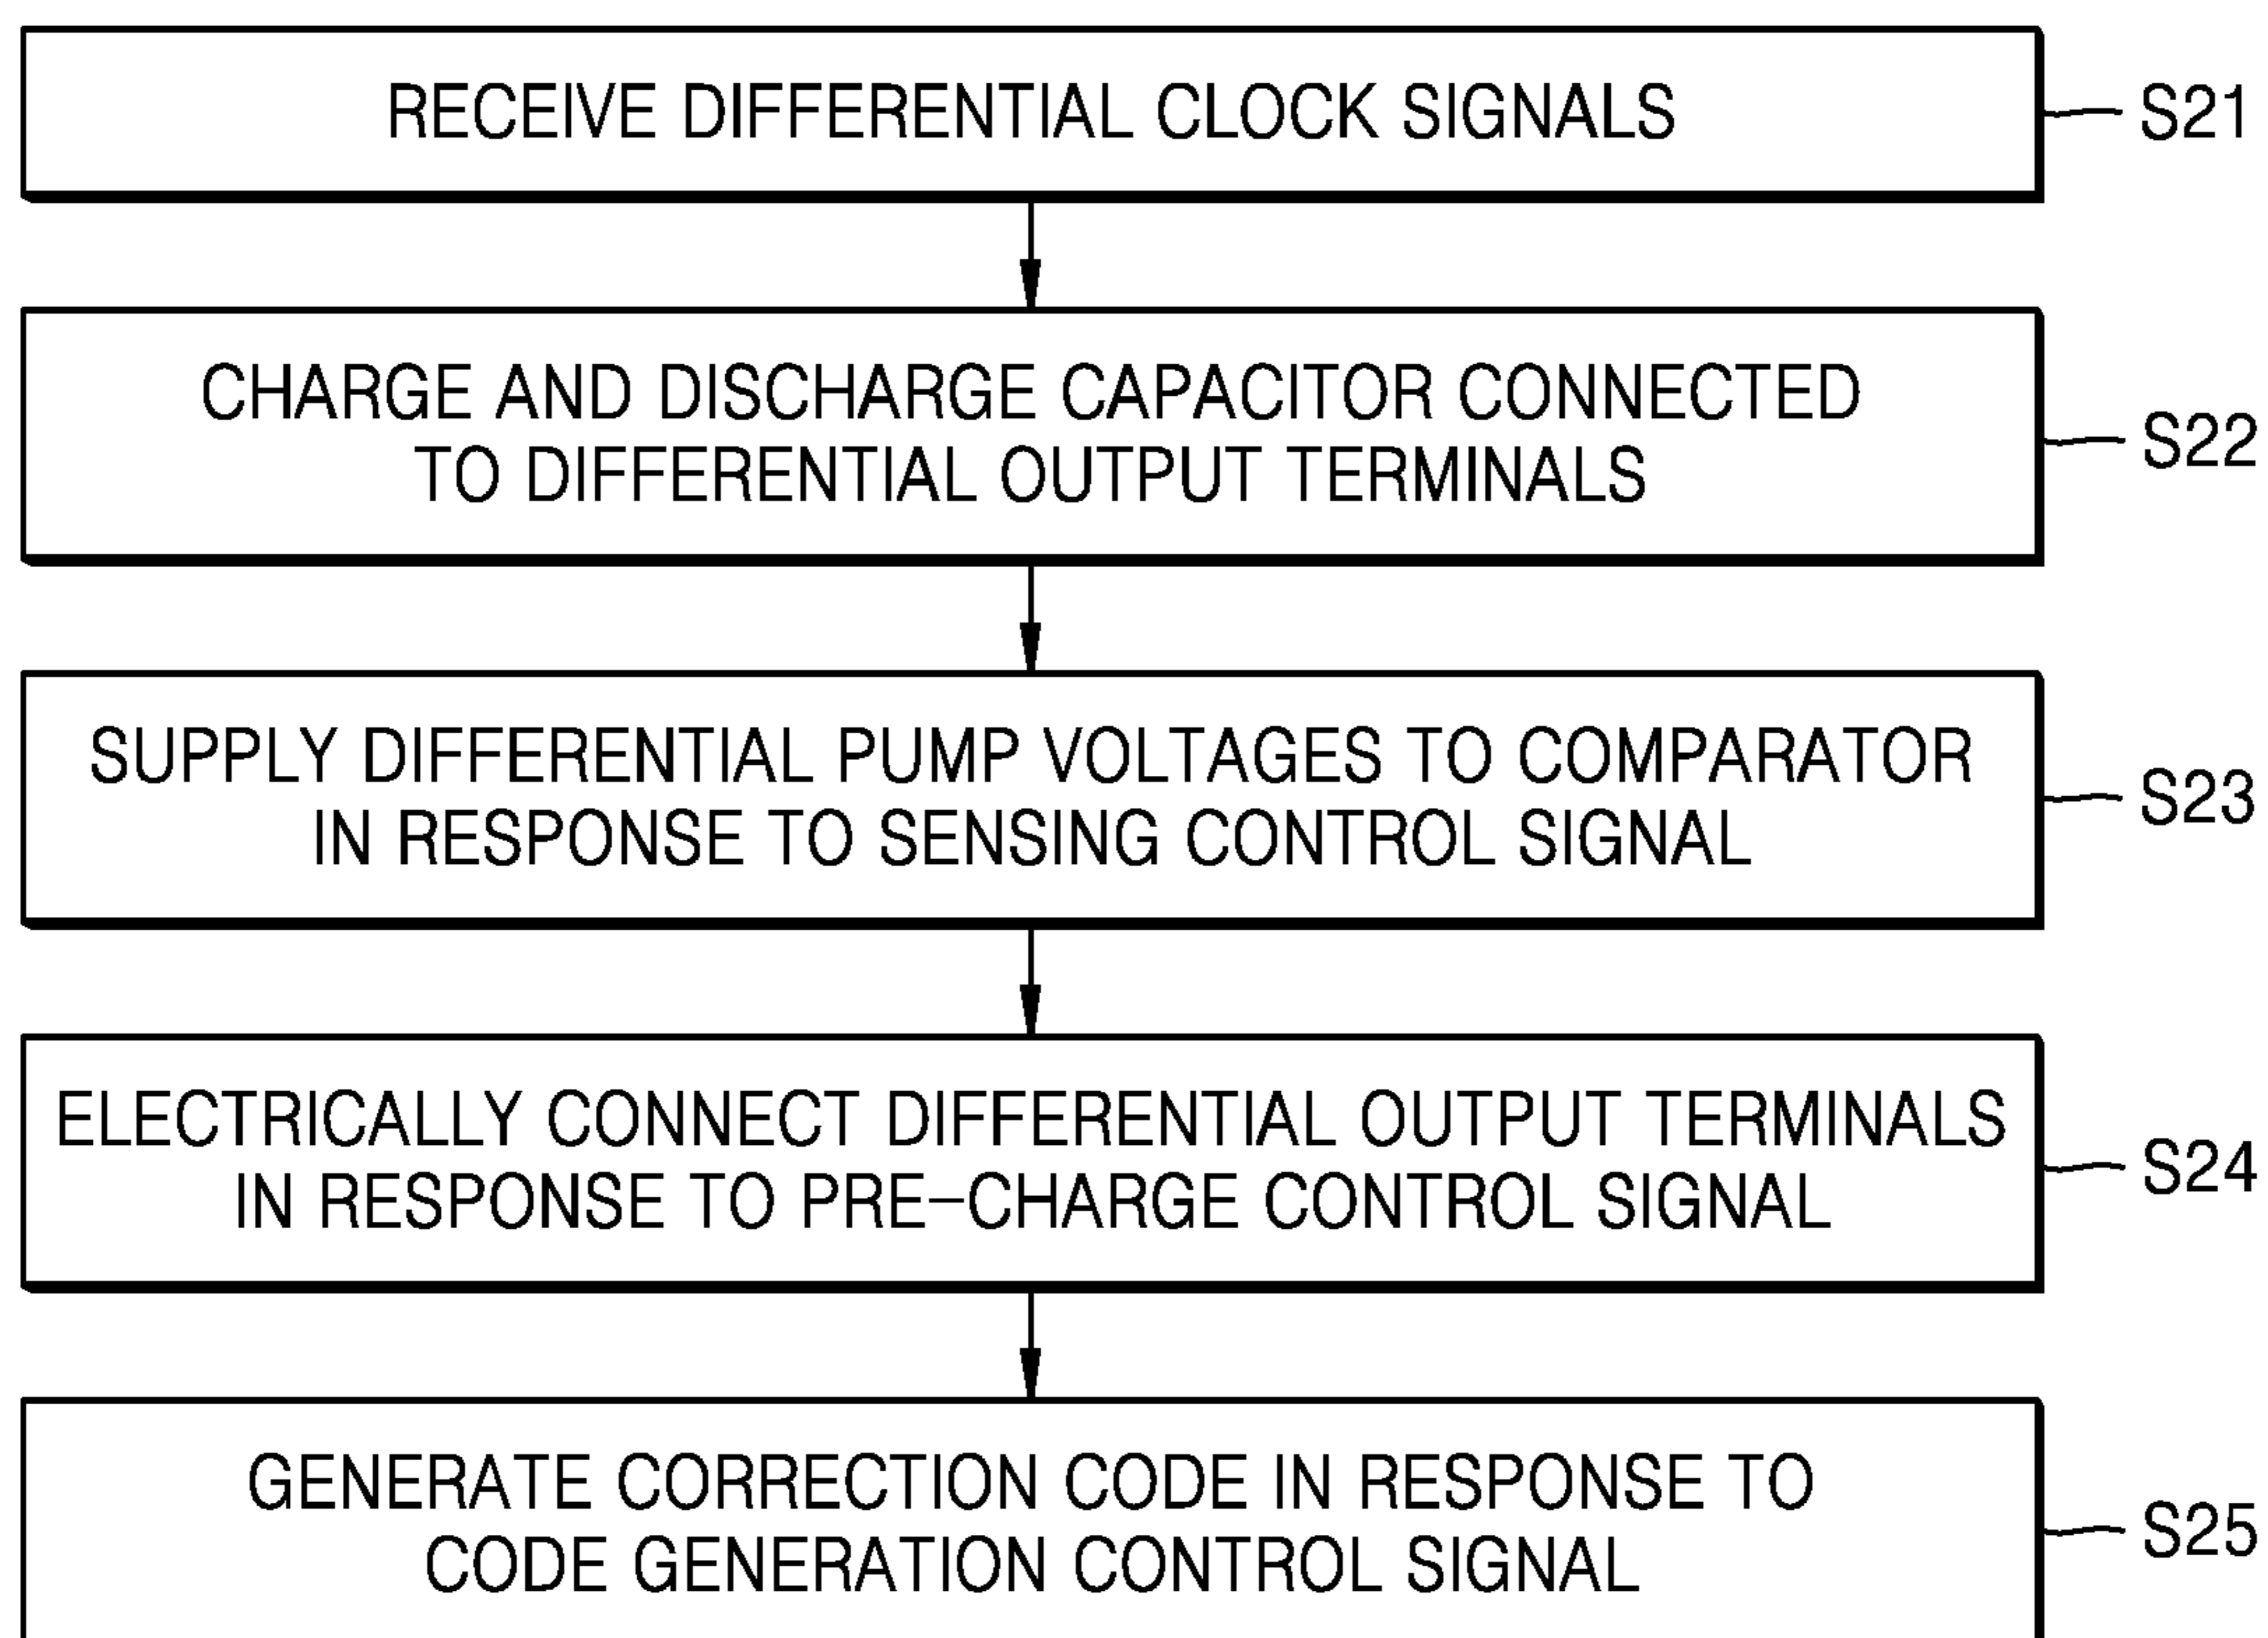 RECEIVE DIFFERENTIAL CLOCK SIGNALS
S21
CHARGE AND DISCHARGE CAPACITOR CONNECTED
TO DIFFERENTIAL OUTPUT TERMINALS
S22
SUPPLY DIFFERENTIAL PUMP VOLTAGES TO COMPARATOR
IN RESPONSE TO SENSING CONTROL SIGNAL
S23
ELECTRICALLY CONNECT DIFFERENTIAL OUTPUT TERMINALS
IN RESPONSE TO PRE-CHARGE CONTROL SIGNAL
S24
GENERATE CORRECTION CODE IN RESPONSE TO
CODE GENERATION CONTROL SIGNAL
S25